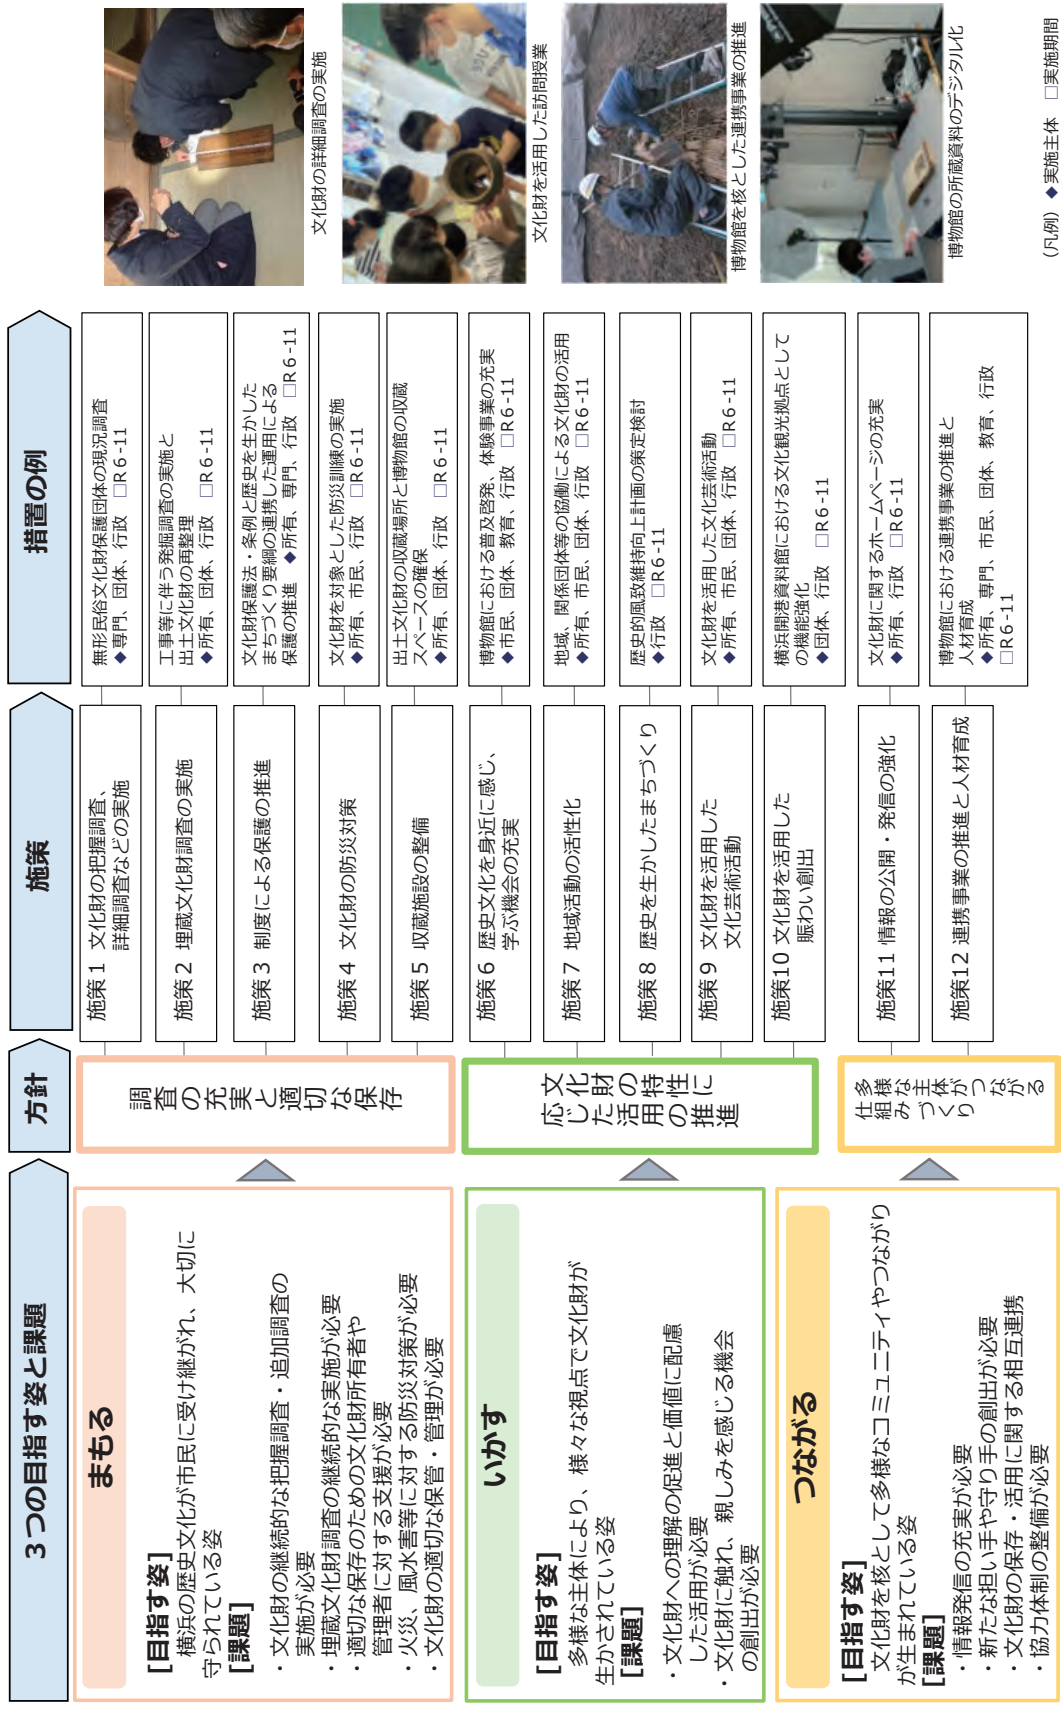 ３つの目指す姿と課題
方針
施策
措置の例
まもる
[目指す姿]
横浜の歴史文化が市民に受け継がれ、大切に
守られている姿
[課題]
・文化財の継続的な把握調査・追加調査の
実施が必要
・埋蔵文化財調査の継続的な実施が必要
・適切な保存のための文化財所有者や
管理者に対する支援が必要
・火災、風水害等に対する防災対策が必要
・文化財の適切な保管・管理が必要
調査の充実と適切な保存
施策１ 文化財の把握調査、
詳細調査などの実施
無形民俗文化財保護団体の現況調査
◆専門、団体、行政 □R６-11
施策２ 埋蔵文化財調査の実施
工事等に伴う発掘調査の実施と
出土文化財の再整理
◆所有、団体、行政 □R６-11
施策３ 制度による保護の推進
文化財保護法・条例と歴史を生かした
まちづくり要綱の連携した運用による
保護の推進 ◆所有、専門、行政 □R６-11
施策４ 文化財の防災対策
文化財を対象とした防災訓練の実施
◆所有、市民、行政 □R６-11
施策５ 収蔵施設の整備
出土文化財の収蔵場所と博物館の収蔵
スペースの確保
◆所有、団体、行政 □R６-11
いかす
[目指す姿]
多様な主体により、様々な視点で文化財が
生かされている姿
[課題]
・文化財への理解の促進と価値に配慮
した活用が必要
・文化財に触れ、親しみを感じる機会
の創出が必要
文化財の特性に
応じた活用の推進
施策６ 歴史文化を身近に感じ、
学ぶ機会の充実
博物館における普及啓発、体験事業の充実
◆市民、団体、教育、行政 □R６-11
施策７ 地域活動の活性化
地域、関係団体等の協働による文化財の活用
◆所有、市民、団体、行政 □R６-11
施策８ 歴史を生かしたまちづくり
歴史的風致維持向上計画の策定検討
◆行政 □R６-11
施策９ 文化財を活用した
文化芸術活動
文化財を活用した文化芸術活動
◆所有、市民、団体、行政 □R６-11
施策10 文化財を活用した
賑わい創出
横浜開港資料館における文化観光拠点として
の機能強化
◆団体、行政 □R６-11
つながる
[目指す姿]
文化財を核として多様なコミュニティやつながり
が生まれている姿
[課題]
・情報発信の充実が必要
・新たな担い手や守り手の創出が必要
・文化財の保存・活用に関する相互連携
・協力体制の整備が必要
多様な主体がつながる
仕組みづくり
施策11 情報の公開・発信の強化
文化財に関するホームページの充実
◆所有、行政 □R６-11
施策12 連携事業の推進と人材育成
博物館における連携事業の推進と
人材育成
◆所有、専門、市民、団体、教育、行政
□R6-11
文化財の詳細調査の実施
文化財を活用した訪問授業
博物館を核とした連携事業の推進
博物館の所蔵資料のデジタル化
(凡例) ◆実施主体 □実施期間